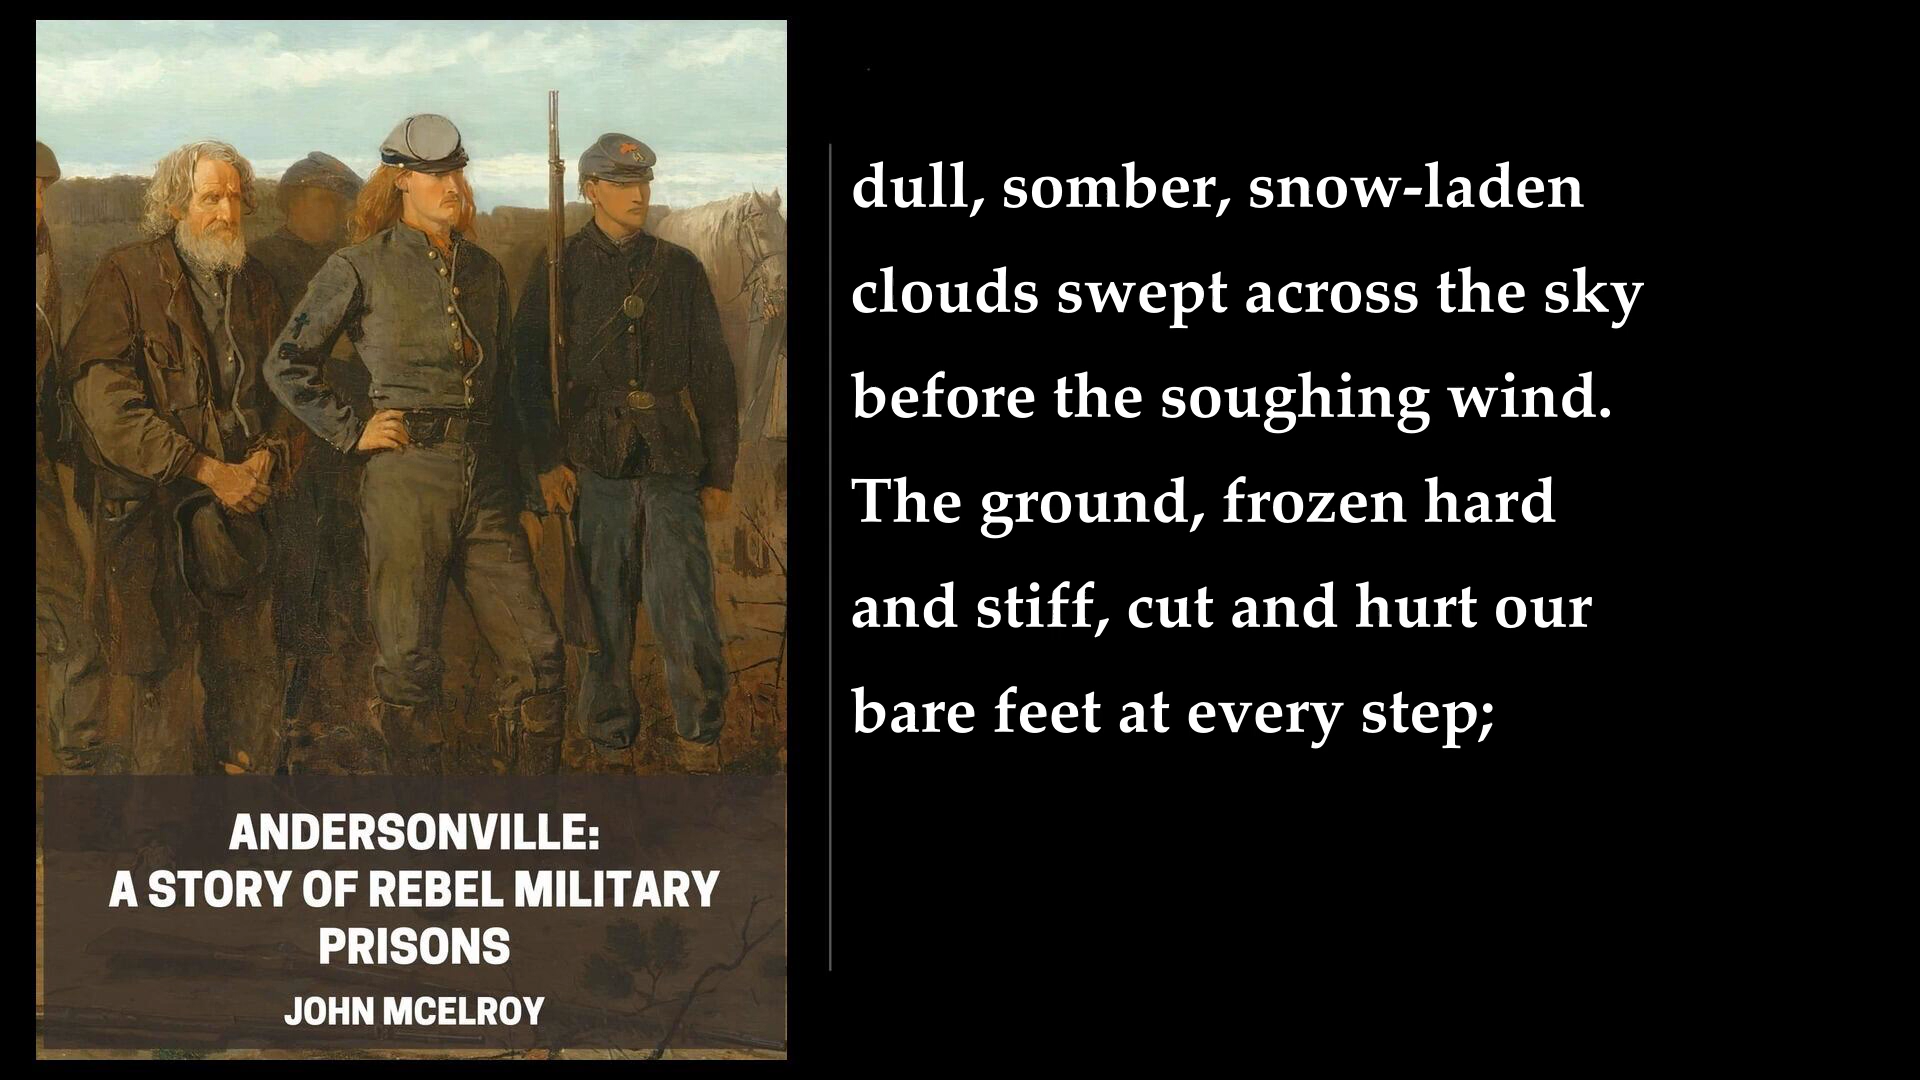 dull, somber, snow-laden
clouds swept across the sky
before the soughing wind.
The ground, frozen hard
and stiff, cut and hurt our
bare feet at every step;
ANDERSONVILLE:
A STORY OF REBEL MILITARY
PRISONS
JOHN MCELROY